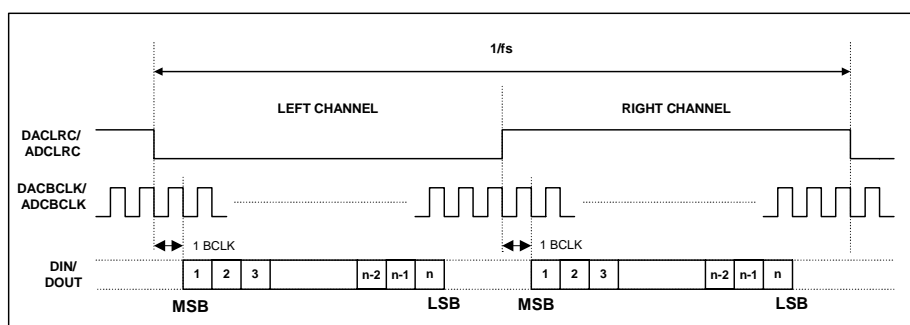 1/fs
LEFT CHANNEL
RIGHT CHANNEL
DACLRC/
ADCLRC
DACBCLK/
ADCBCLK
1 BCLK
1 BCLK
DIN/
DOUT
1 2 3 n-2 n-1 n
1 2 3 n-2 n-1 n
MSB
LSB
MSB
LSB